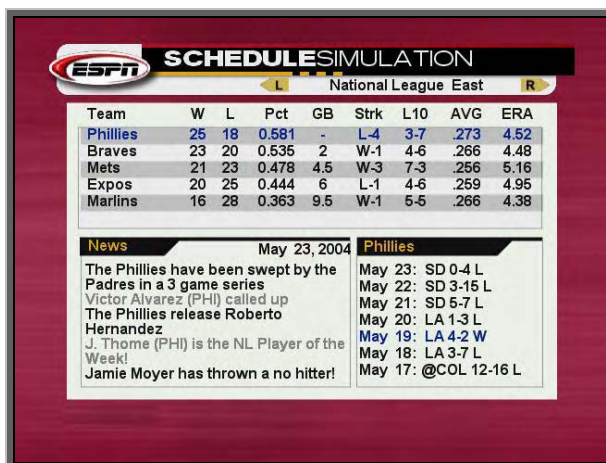 ESPN
SCHEDULESIMULATION
L National League East R
Team W L Pct GB Strk L10 AVG ERA
Phillies 25 18 0.581 - L-4 3-7 .273 4.52
Braves 23 20 0.535 2 W-1 4-6 .266 4.48
Mets 21 23 0.478 4.5 W-3 7-3 .256 5.16
Expos 20 25 0.444 6 L-1 4-6 .259 4.95
Marlins 16 28 0.363 9.5 W-1 5-5 .266 4.38
News May 23, 2004
The Phillies have been swept by the
Padres in a 3 game series
Victor Alvarez (PHI) called up
The Phillies release Roberto
Hernandez
J. Thome (PHI) is the NL Player of the
Week!
Jamie Moyer has thrown a no hitter!
Phillies
May 23: SD 0-4 L
May 22: SD 3-15 L
May 21: SD 5-7 L
May 20: LA 1-3 L
May 19: LA 4-2 W
May 18: LA 3-7 L
May 17: @COL 12-16 L